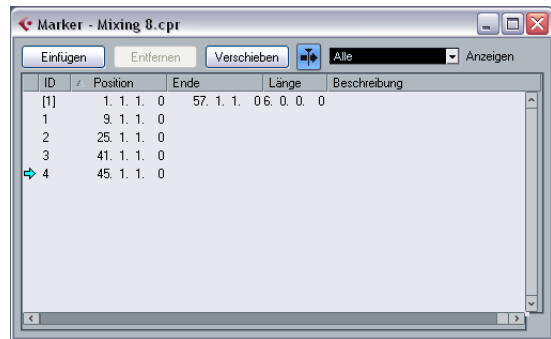 Marker - Mixing 8.cpr
Einfügen Entfernen Verschieben Alle Anzeigen
ID Position Ende Länge Beschreibung
[1] 1. 1. 1. 0 57. 1. 1. 0 6. 0. 0. 0
1 9. 1. 1. 0
2 25. 1. 1. 0
3 41. 1. 1. 0
4 45. 1. 1. 0